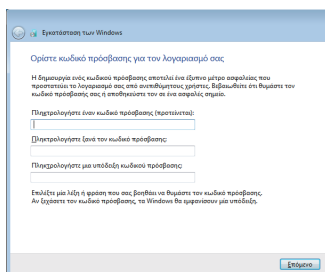 Εγκατάσταση των Windows
Ορίστε κωδικό πρόσβασης για τον λογαριασμό σας
Η δημιουργία ενός κωδικού πρόσβασης αποτελεί ένα έξυπνο μέτρο ασφαλείας που
προστατεύει το λογαριασμό σας από ανεπιθύμητους χρήστες. Βεβαιωθείτε ότι θυμάστε τον
κωδικό πρόσβασής σας ή αποθηκεύστε τον σε ένα ασφαλές σημείο.
Πληκτρολογήστε έναν κωδικό πρόσβασης (προτείνεται):
Πληκτρολογήστε ξανά τον κωδικό πρόσβασης:
Πληκτρολογήστε μια υπόδειξη κωδικού πρόσβασης:
Επιλέξτε μία λέξη ή φράση που σας βοηθάει να θυμάστε τον κωδικό πρόσβασης.
Αν ξεχάσετε τον κωδικό πρόσβασης, τα Windows θα εμφανίσουν μία υπόδειξη.
Επόμενο